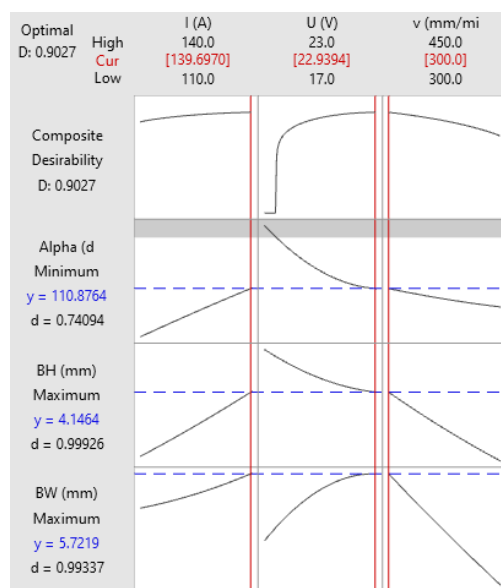 Optimal
D: 0.9027
High
Cur
Low
I (A)
140.0
[139.6970]
110.0
U (V)
23.0
[22.9394]
17.0
v (mm/mi
450.0
[300.0]
300.0
Composite
Desirability
D: 0.9027
Alpha (d
Minimum
y = 110.8764
d = 0.74094
BH (mm)
Maximum
y = 4.1464
d = 0.99926
BW (mm)
Maximum
y = 5.7219
d = 0.99337